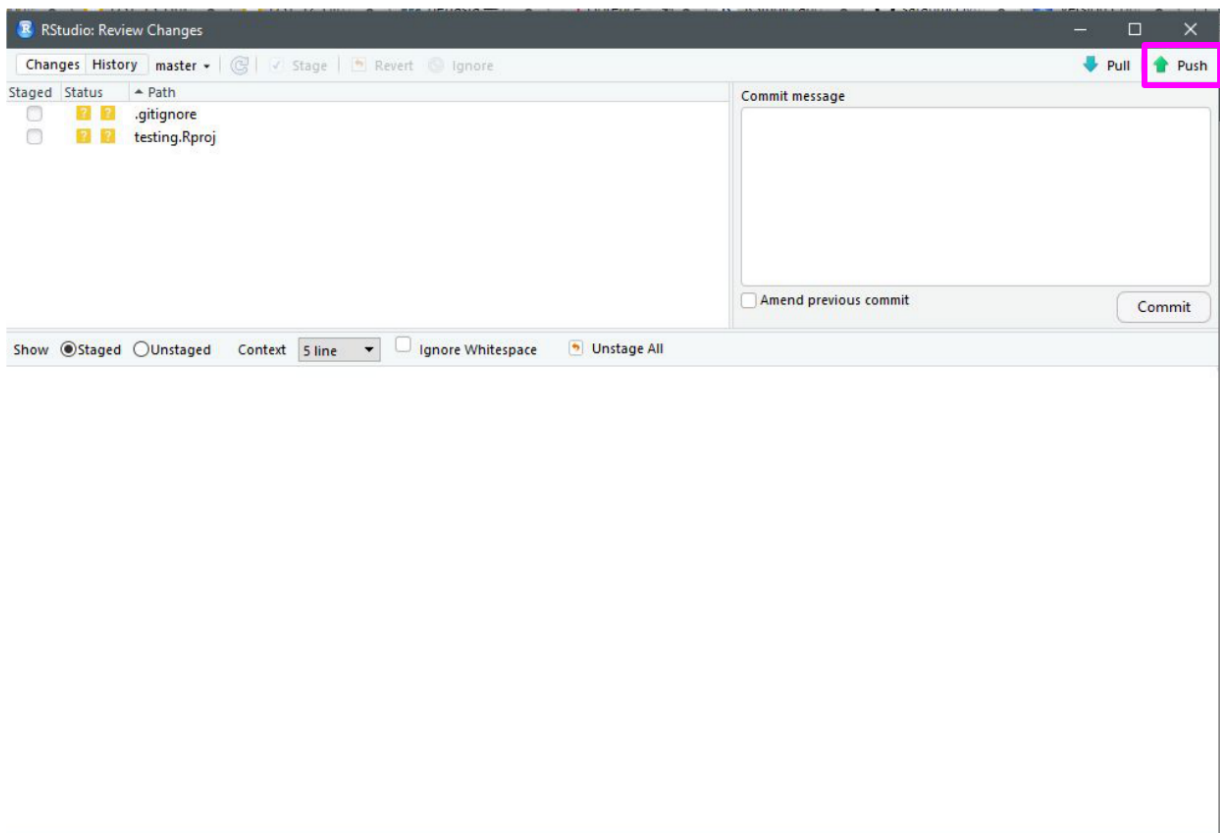 RStudio: Review Changes
Changes History master Stage Revert Ignore Pull Push
Staged Status Path
.gitignore
testing.Rproj
Commit message
Amend previous commit
Commit
Show Staged Unstaged Context 5 line Ignore Whitespace Unstage All